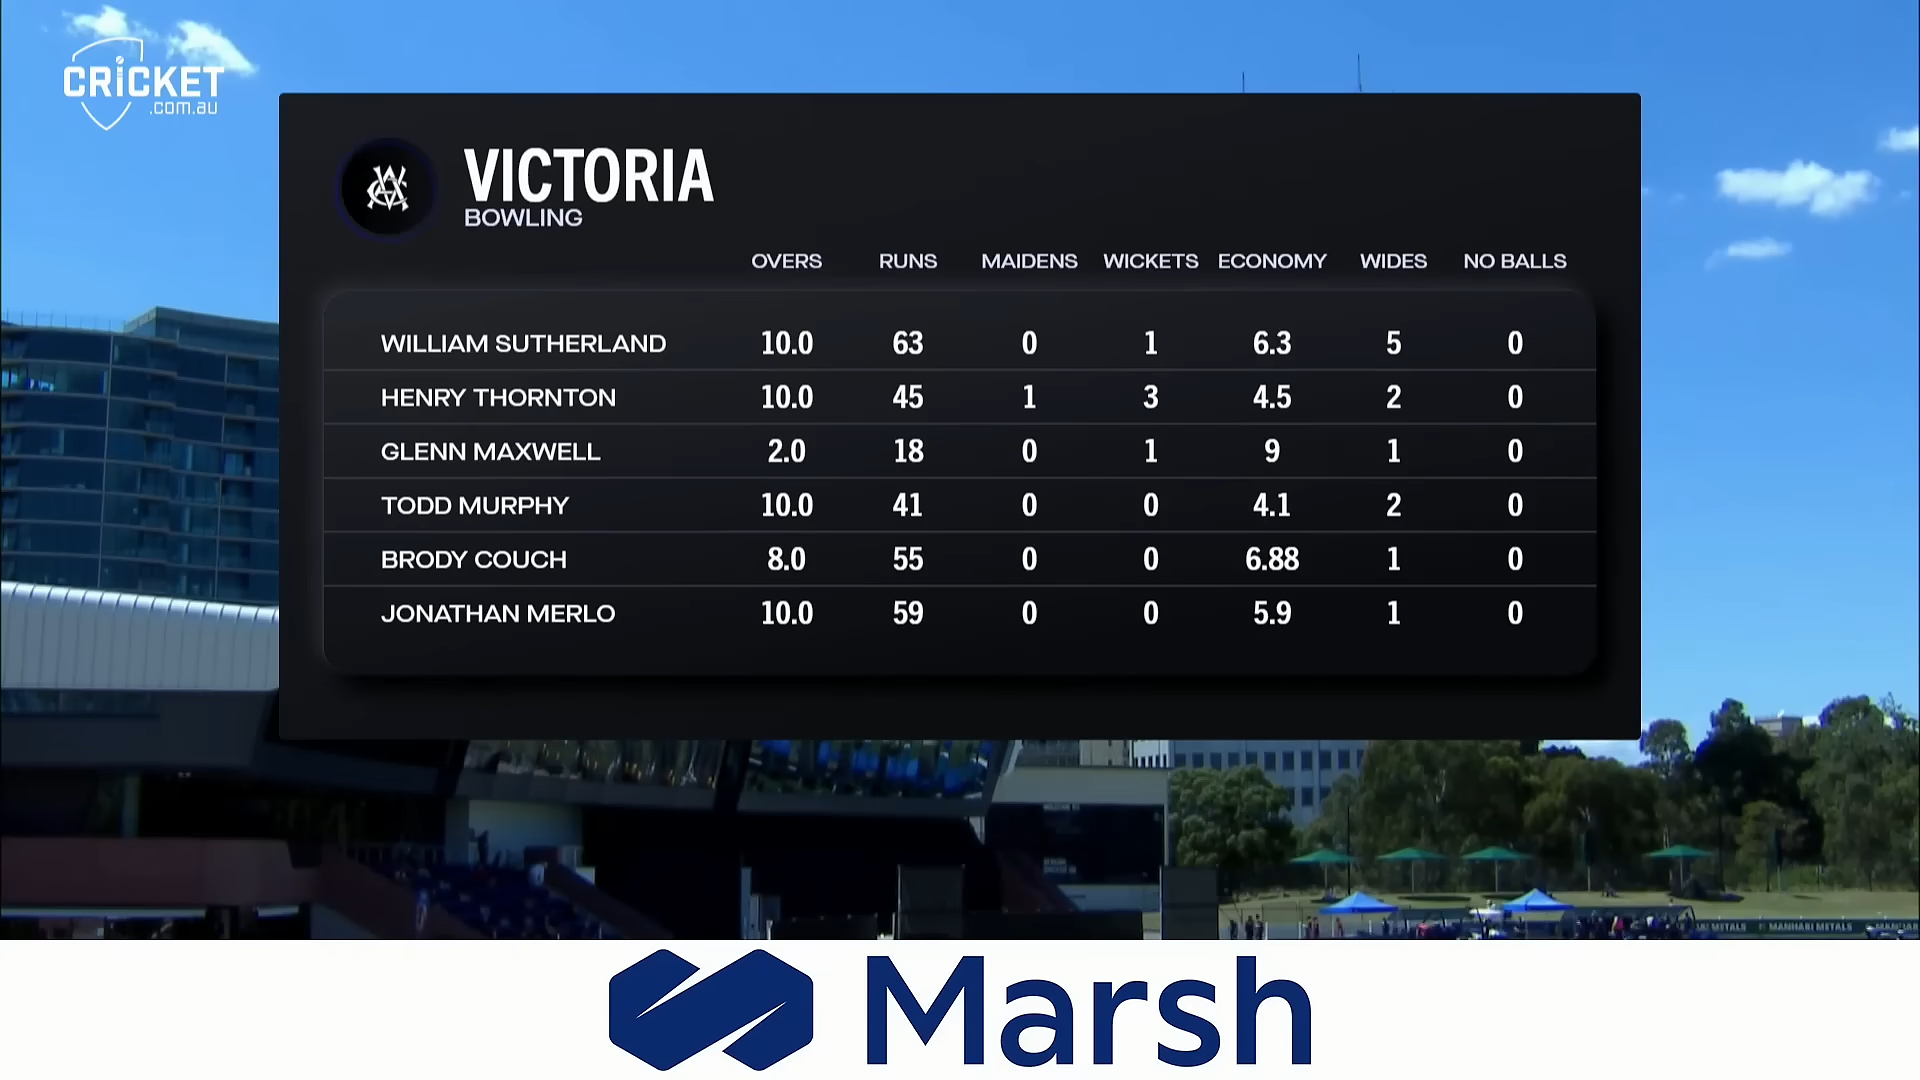 CRICKET
.com.au
VICTORIA
BOWLING
OVERS RUNS MAIDENS WICKETS ECONOMY WIDES NO BALLS
WILLIAM SUTHERLAND 10.0 63 0 1 6.3 5 0
HENRY THORNTON 10.0 45 1 3 4.5 2 0
GLENN MAXWELL 2.0 18 0 1 9 1 0
TODD MURPHY 10.0 41 0 0 4.1 2 0
BRODY COUCH 8.0 55 0 0 6.88 1 0
JONATHAN MERLO 10.0 59 0 0 5.9 1 0
METALS MANHARI METALS
Marsh